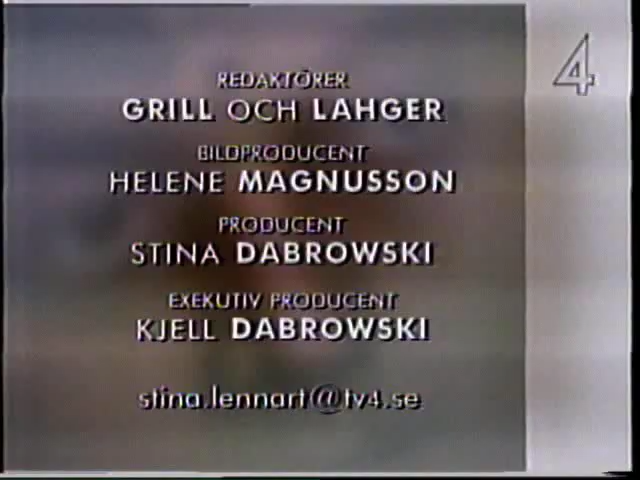 4
REDAKTÖRER
GRILL OCH LAHGER
BILDPRODUCENT
HELENE MAGNUSSON
PRODUCENT
STINA DABROWSKI
EXEKUTIV PRODUCENT
KJELL DABROWSKI
stina.lennart@tv4.se